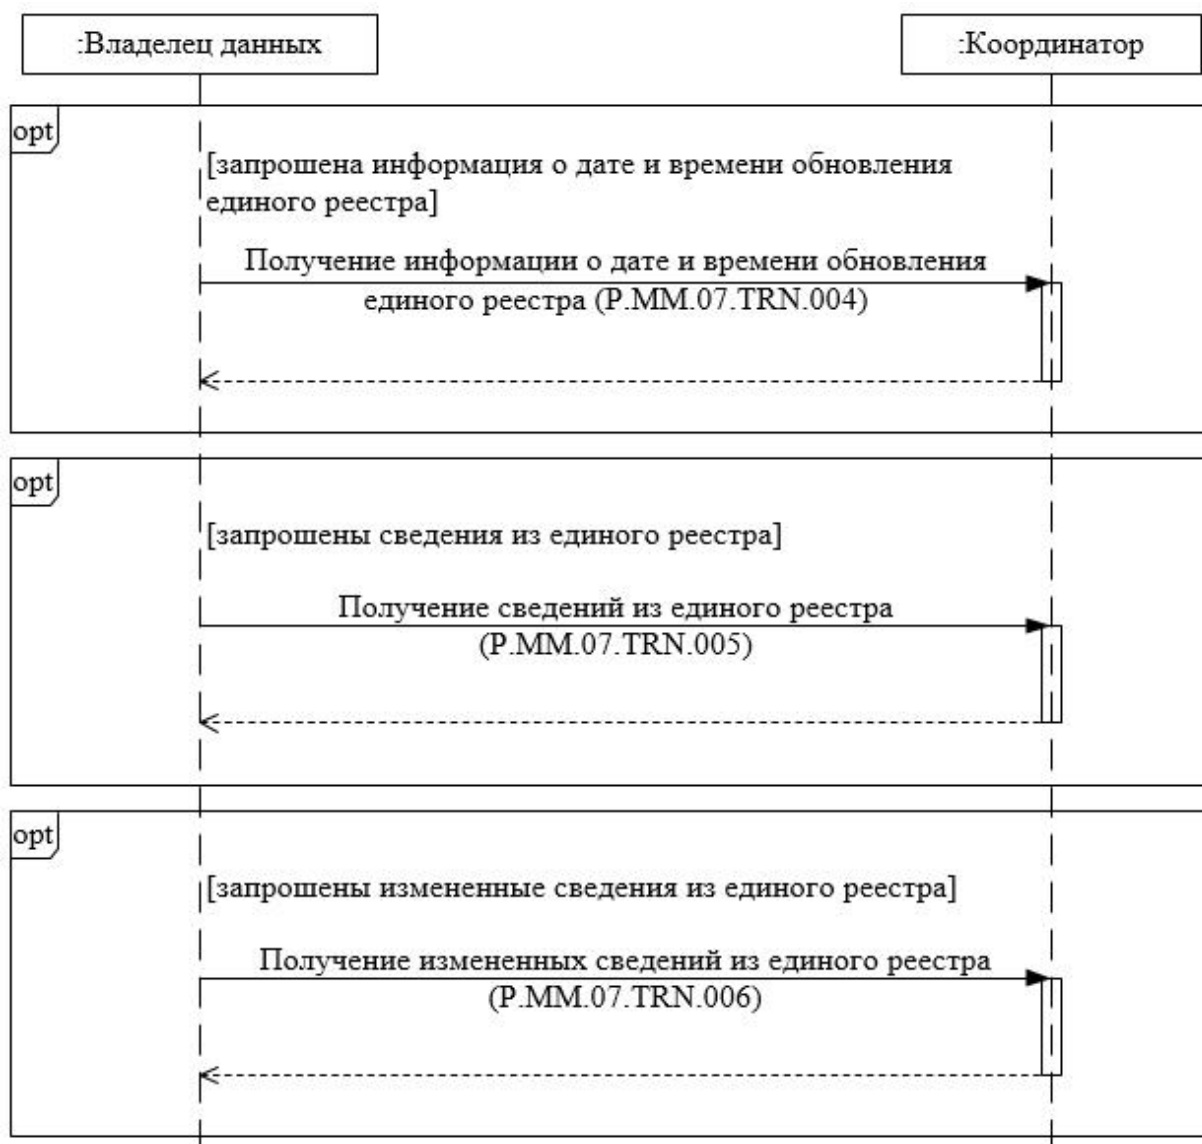 :Владелец данных
:Координатор
opt
[запрошена информация о дате и времени обновления
единого реестра]
Получение информации о дате и времени обновления
единого реестра (P.MM.07.TRN.004)
opt
[запрошены сведения из единого реестра]
Получение сведений из единого реестра
(P.MM.07.TRN.005)
opt
[запрошены измененные сведения из единого реестра]
Получение измененных сведений из единого реестра
(P.MM.07.TRN.006)